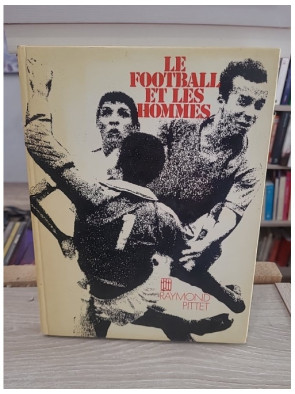 LE
FOOTBALL
ET LES
HOMMES
RAYMOND
PITTET